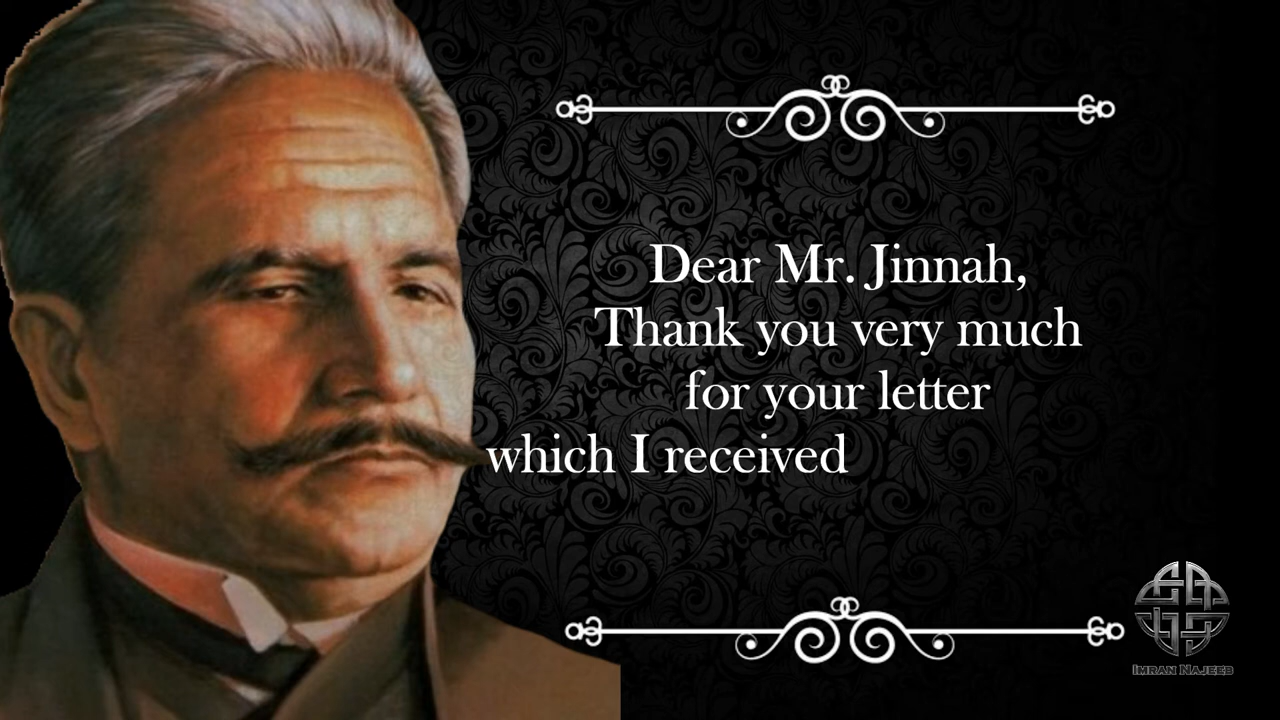 Dear Mr. Jinnah,
Thank you very much
for your letter
which I received
Imran Najeeb